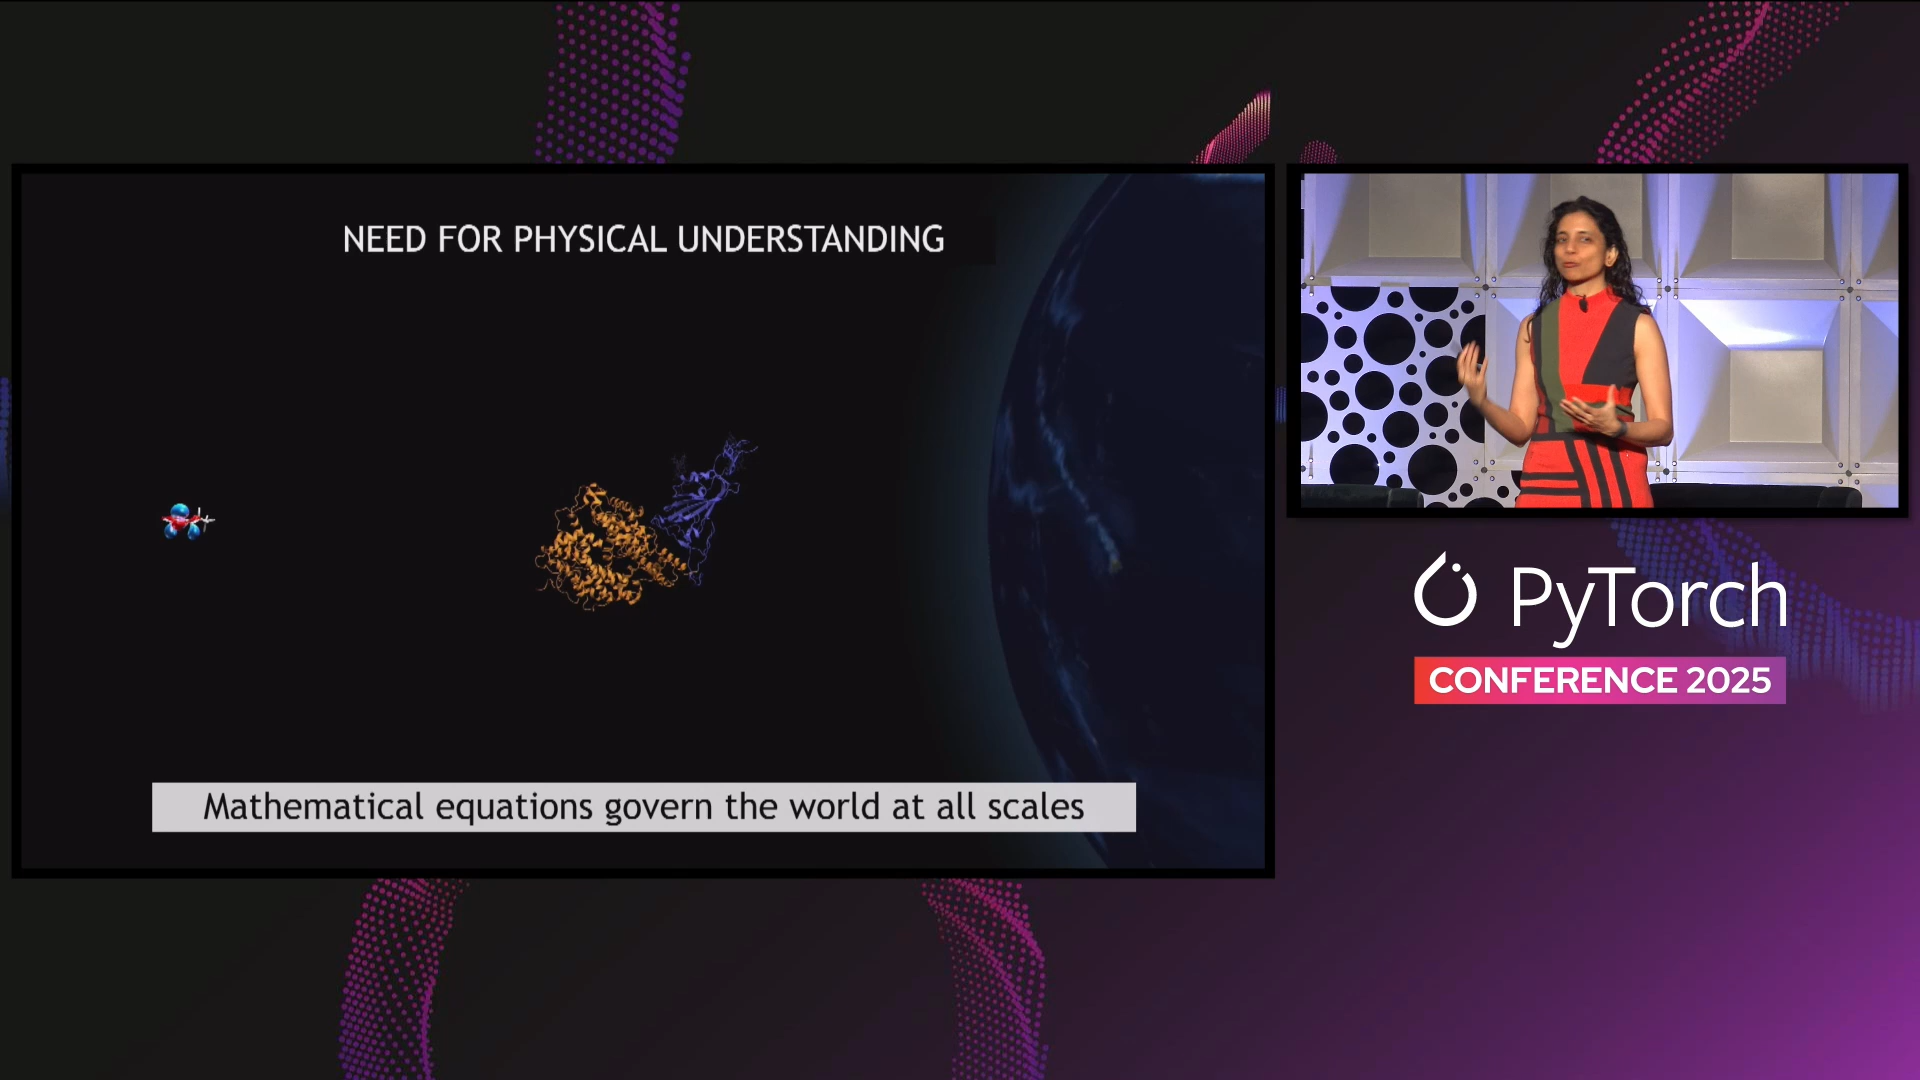 NEED FOR PHYSICAL UNDERSTANDING
Mathematical equations govern the world at all scales
PyTorch
CONFERENCE 2025